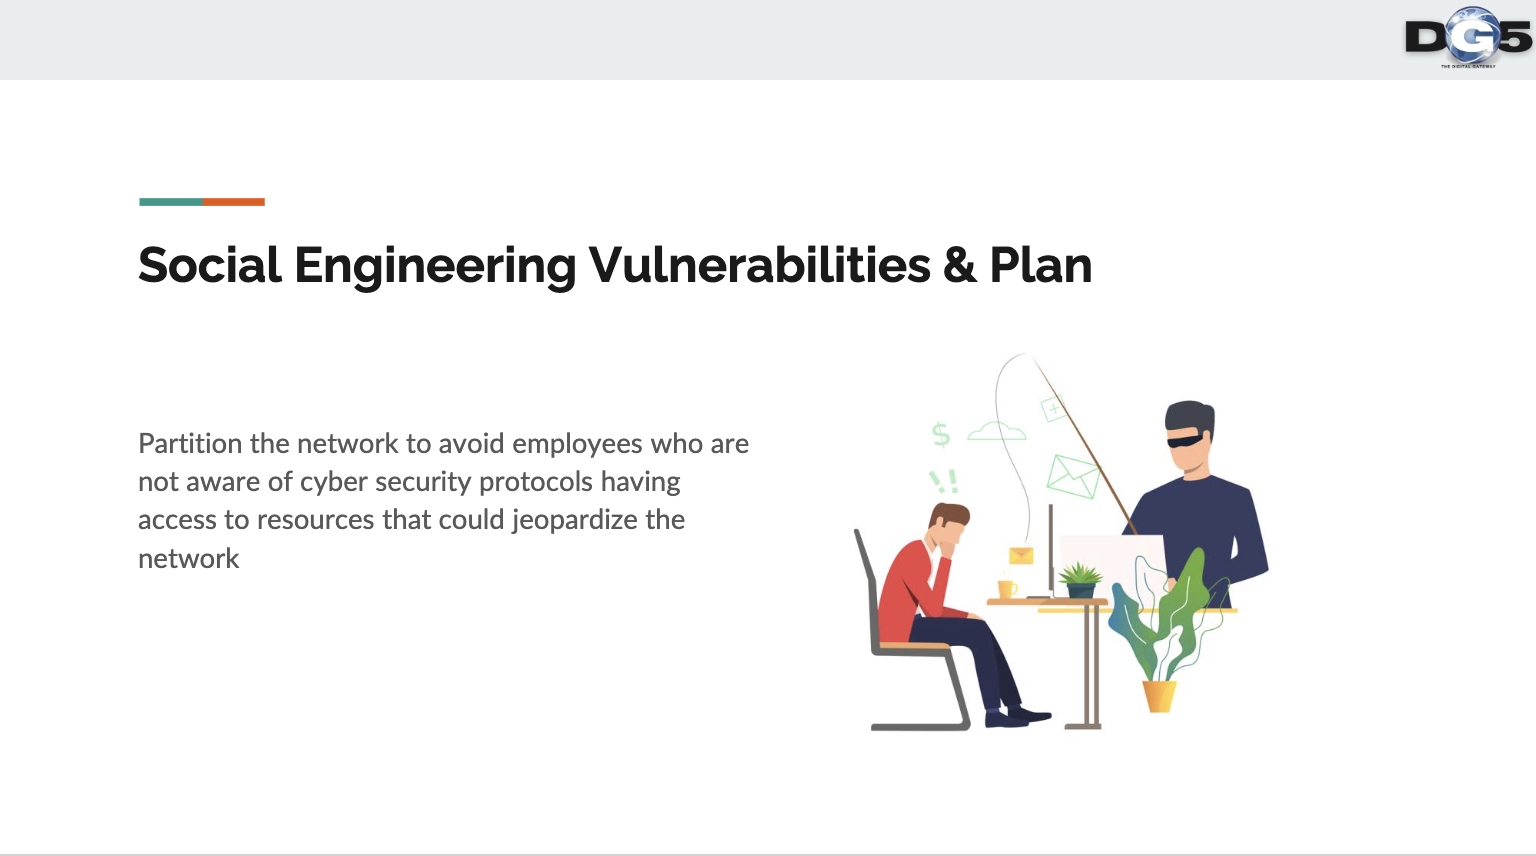 DG5
THE DIGITAL GATEWAY
Social Engineering Vulnerabilities & Plan
Partition the network to avoid employees who are
not aware of cyber security protocols having
access to resources that could jeopardize the
network
$
!!